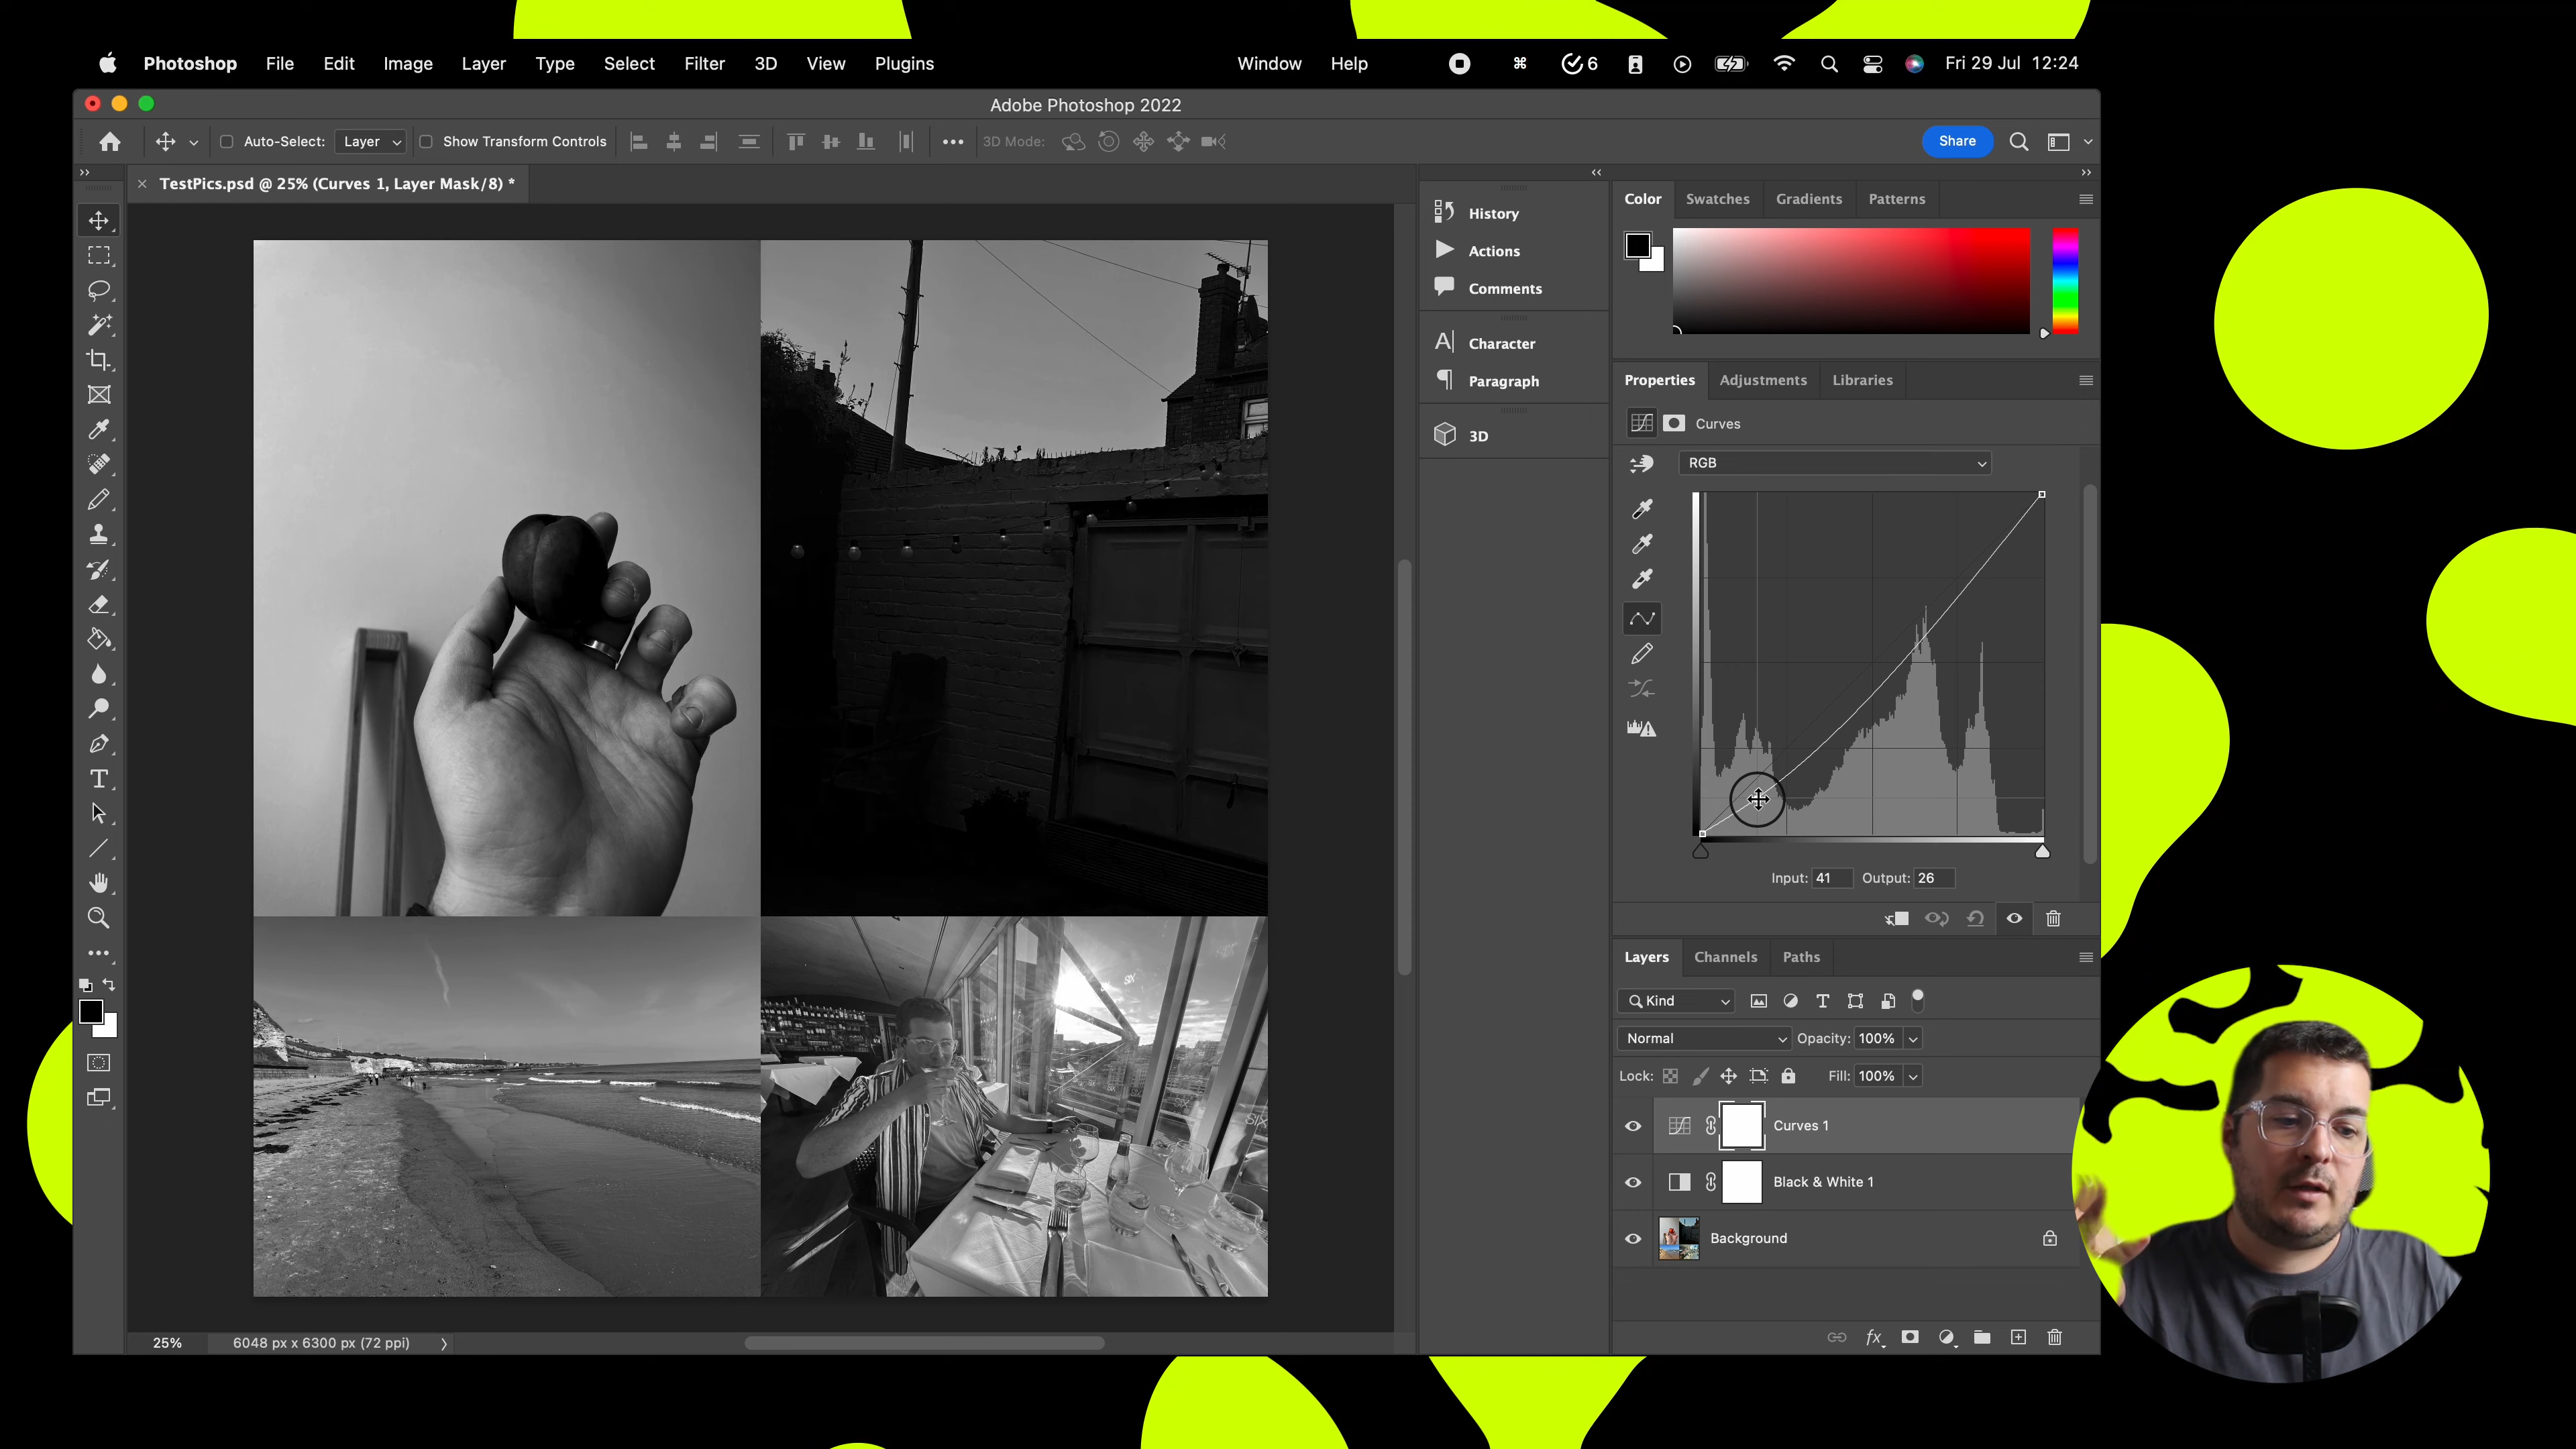 Photoshop File Edit Image Layer Type Select Filter 3D View Plugins Window Help 6 Fri 29 Jul 12:24
Adobe Photoshop 2022
Auto-Select: Layer Show Transform Controls 3D Mode: Share
TestPics.psd @ 25% (Curves 1, Layer Mask/8) *
History
Actions
Comments
Character
Paragraph
3D
Color Swatches Gradients Patterns
Properties Adjustments Libraries
Curves
RGB
Input: 41 Output: 26
Layers Channels Paths
Kind
Normal Opacity: 100%
Lock: Fill: 100%
Curves 1
Black & White 1
Background
fx
25% 6048 px x 6300 px (72 ppi)